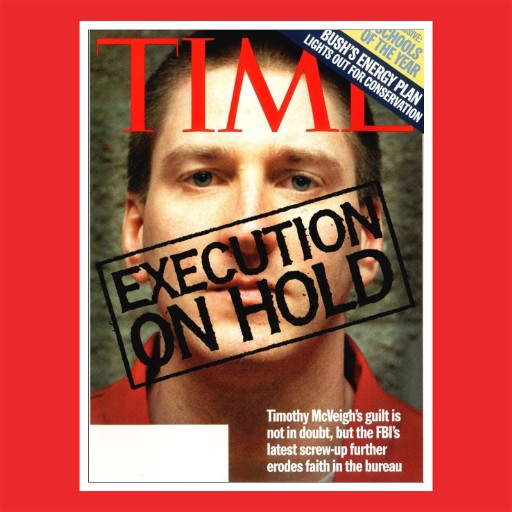 TIME
SCHOOLS
OF THE YEAR
BUSH'S ENERGY PLAN
LIGHTS OUT FOR CONSERVATION
EXECUTION
ON HOLD
Timothy McVeigh's guilt is
not in doubt, but the FBI's
latest screw-up further
erodes faith in the bureau